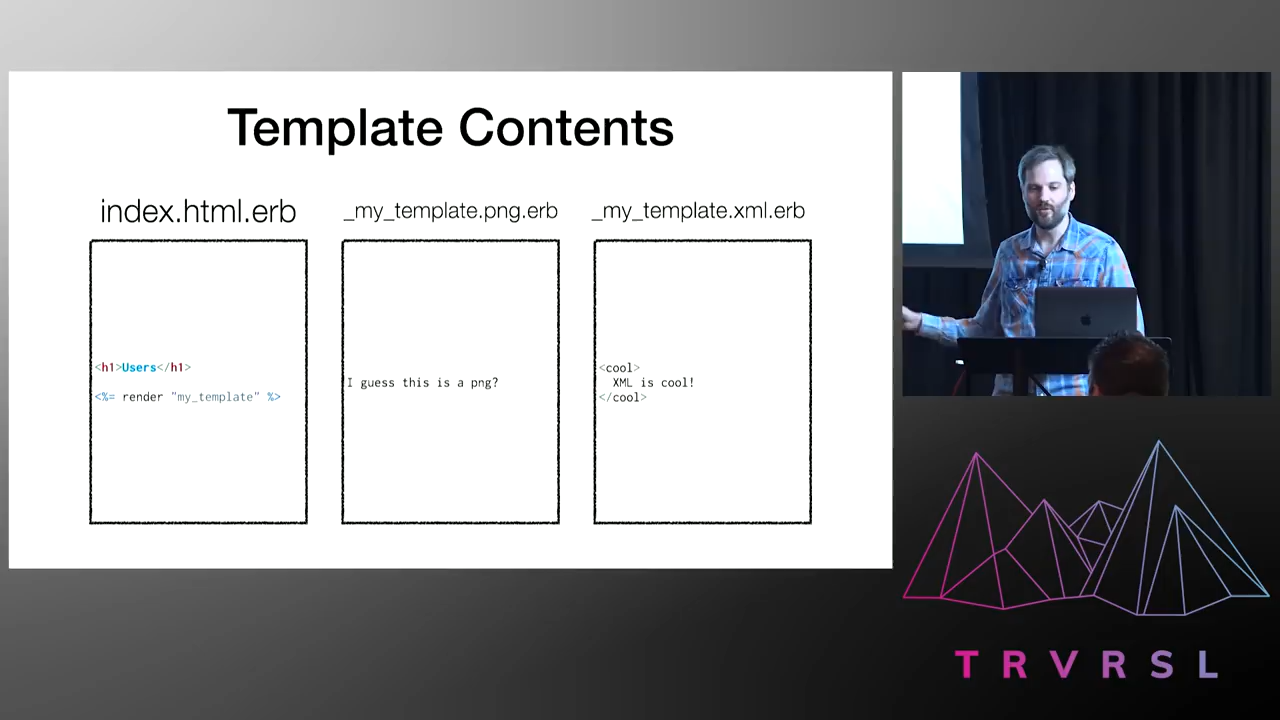 Template Contents
index.html.erb
<h1>Users</h1>
<%= render "my_template" %>
_my_template.png.erb
I guess this is a png?
_my_template.xml.erb
<cool>
XML is cool!
</cool>
TRVRSL